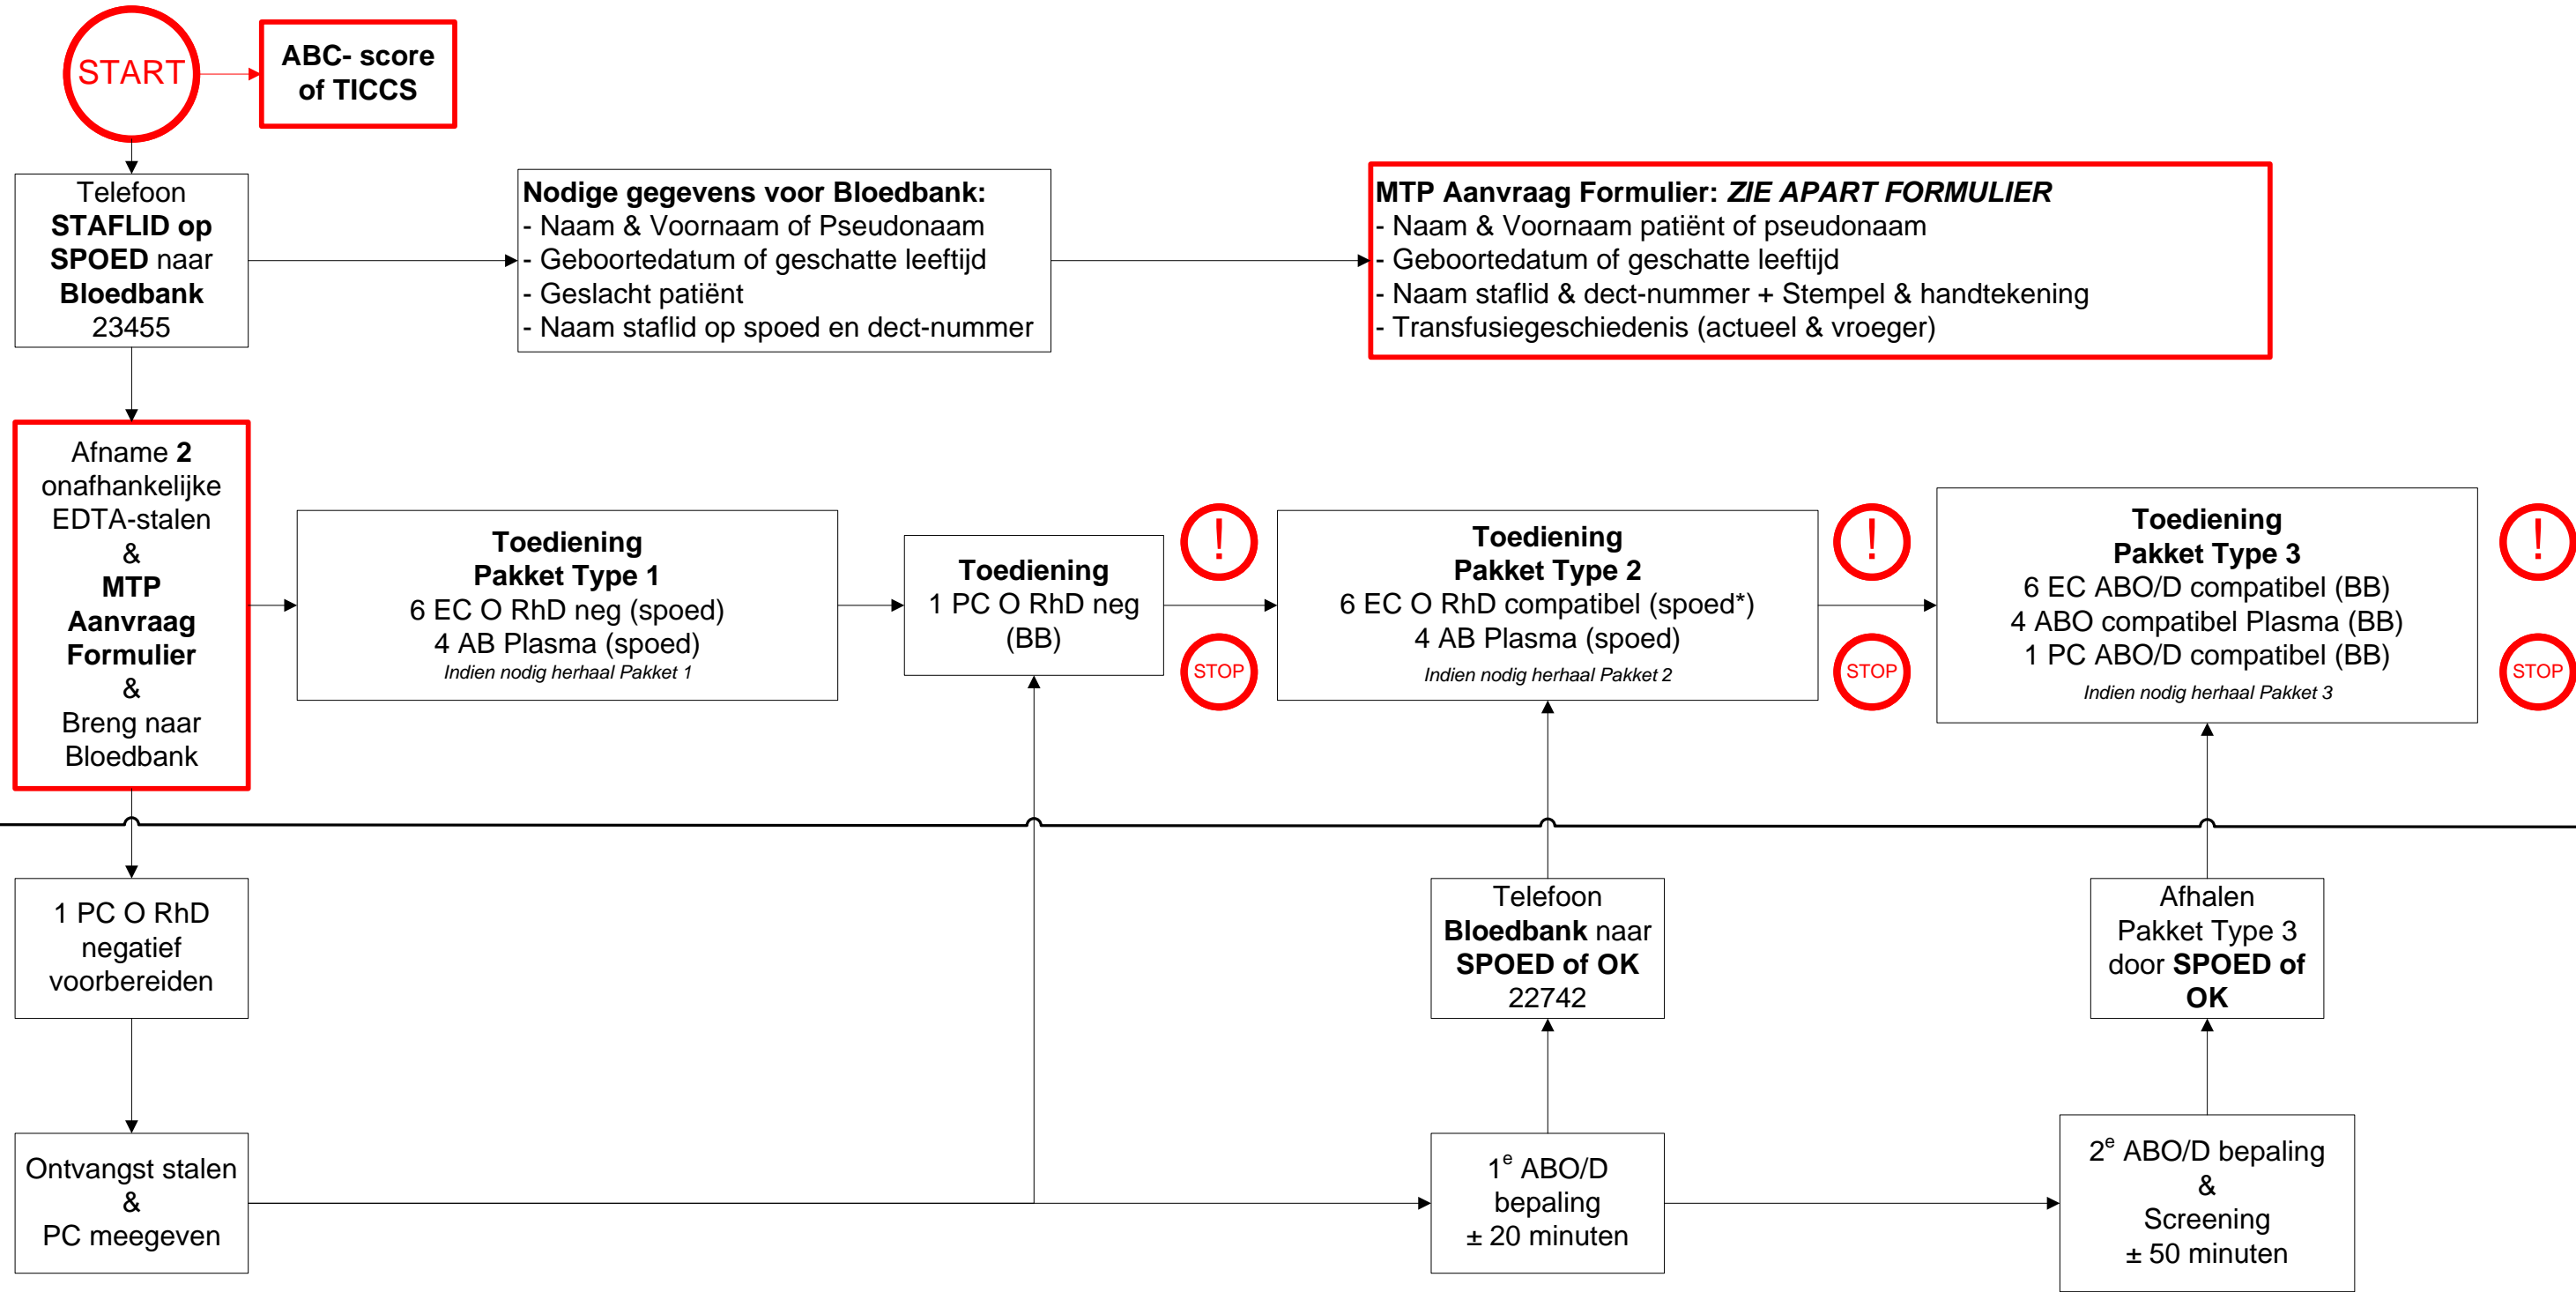 START
ABC- score
of TICCS
Telefoon
STAFLID op
SPOED naar
Bloedbank
23455
Nodige gegevens voor Bloedbank:
- Naam & Voornaam of Pseudonaam
- Geboortedatum of geschatte leeftijd
- Geslacht patiënt
- Naam staflid op spoed en dect-nummer
MTP Aanvraag Formulier: ZIE APART FORMULIER
- Naam & Voornaam patiënt of pseudonaam
- Geboortedatum of geschatte leeftijd
- Naam staflid & dect-nummer + Stempel & handtekening
- Transfusiegeschiedenis (actueel & vroeger)
Afname 2
onafhankelijke
EDTA-stalen
&
MTP
Aanvraag
Formulier
&
Breng naar
Bloedbank
Toediening
Pakket Type 1
6 EC O RhD neg (spoed)
4 AB Plasma (spoed)
Indien nodig herhaal Pakket 1
Toediening
1 PC O RhD neg
(BB)
!
STOP
Toediening
Pakket Type 2
6 EC O RhD compatibel (spoed*)
4 AB Plasma (spoed)
Indien nodig herhaal Pakket 2
!
STOP
Toediening
Pakket Type 3
6 EC ABO/D compatibel (BB)
4 ABO compatibel Plasma (BB)
1 PC ABO/D compatibel (BB)
Indien nodig herhaal Pakket 3
!
STOP
1 PC O RhD
negatief
voorbereiden
Telefoon
Bloedbank naar
SPOED of OK
22742
Afhalen
Pakket Type 3
door SPOED of
OK
Ontvangst stalen
&
PC meegeven
1e ABO/D
bepaling
± 20 minuten
2e ABO/D bepaling
&
Screening
± 50 minuten